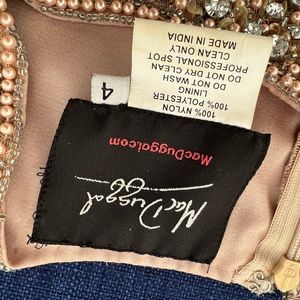 Mac Duggal
MacDuggal.com
4
100% NYLON
100% POLYESTER
LINING
DO NOT WASH
DO NOT DRY CLEAN
PROFESSIONAL SPOT
CLEAN ONLY
MADE IN INDIA